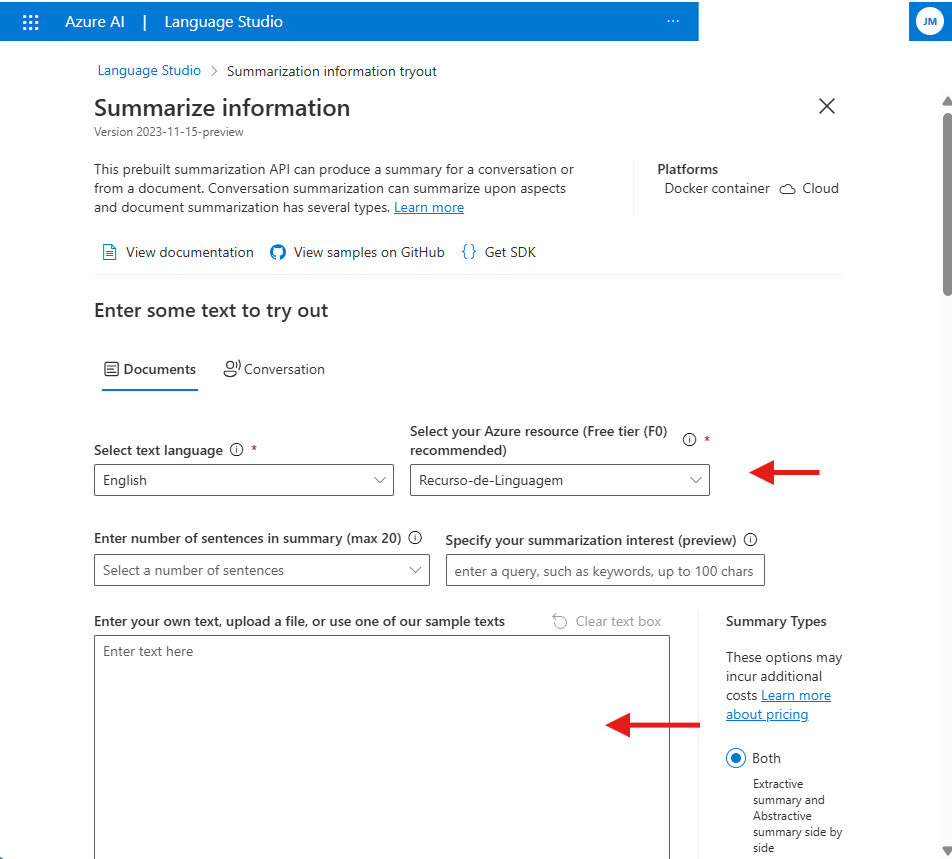 Azure AI | Language Studio ...
JM
Language Studio > Summarization information tryout
Summarize information
Version 2023-11-15-preview
This prebuilt summarization API can produce a summary for a conversation or
from a document. Conversation summarization can summarize upon aspects
and document summarization has several types. Learn more
Platforms
Docker container Cloud
View documentation View samples on GitHub {} Get SDK
Enter some text to try out
Documents Conversation
Select text language *
English
Select your Azure resource (Free tier (F0)
recommended) *
Recurso-de-Linguagem
Enter number of sentences in summary (max 20)
Select a number of sentences
Specify your summarization interest (preview)
enter a query, such as keywords, up to 100 chars
Enter your own text, upload a file, or use one of our sample texts
Clear text box
Enter text here
Summary Types
These options may
incur additional
costs Learn more
about pricing
Both
Extractive
summary and
Abstractive
summary side by
side